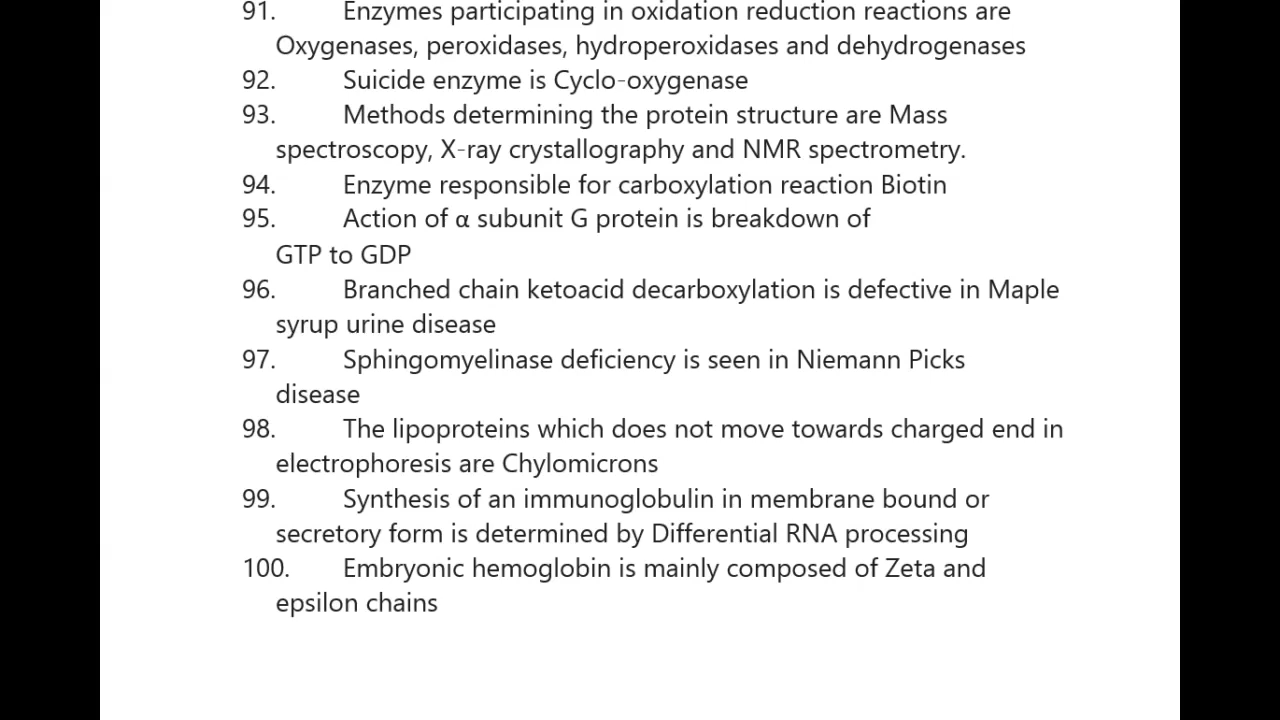 91. Enzymes participating in oxidation reduction reactions are
Oxygenases, peroxidases, hydroperoxidases and dehydrogenases
92. Suicide enzyme is Cyclo-oxygenase
93. Methods determining the protein structure are Mass
spectroscopy, X-ray crystallography and NMR spectrometry.
94. Enzyme responsible for carboxylation reaction Biotin
95. Action of α subunit G protein is breakdown of
GTP to GDP
96. Branched chain ketoacid decarboxylation is defective in Maple
syrup urine disease
97. Sphingomyelinase deficiency is seen in Niemann Picks
disease
98. The lipoproteins which does not move towards charged end in
electrophoresis are Chylomicrons
99. Synthesis of an immunoglobulin in membrane bound or
secretory form is determined by Differential RNA processing
100. Embryonic hemoglobin is mainly composed of Zeta and
epsilon chains